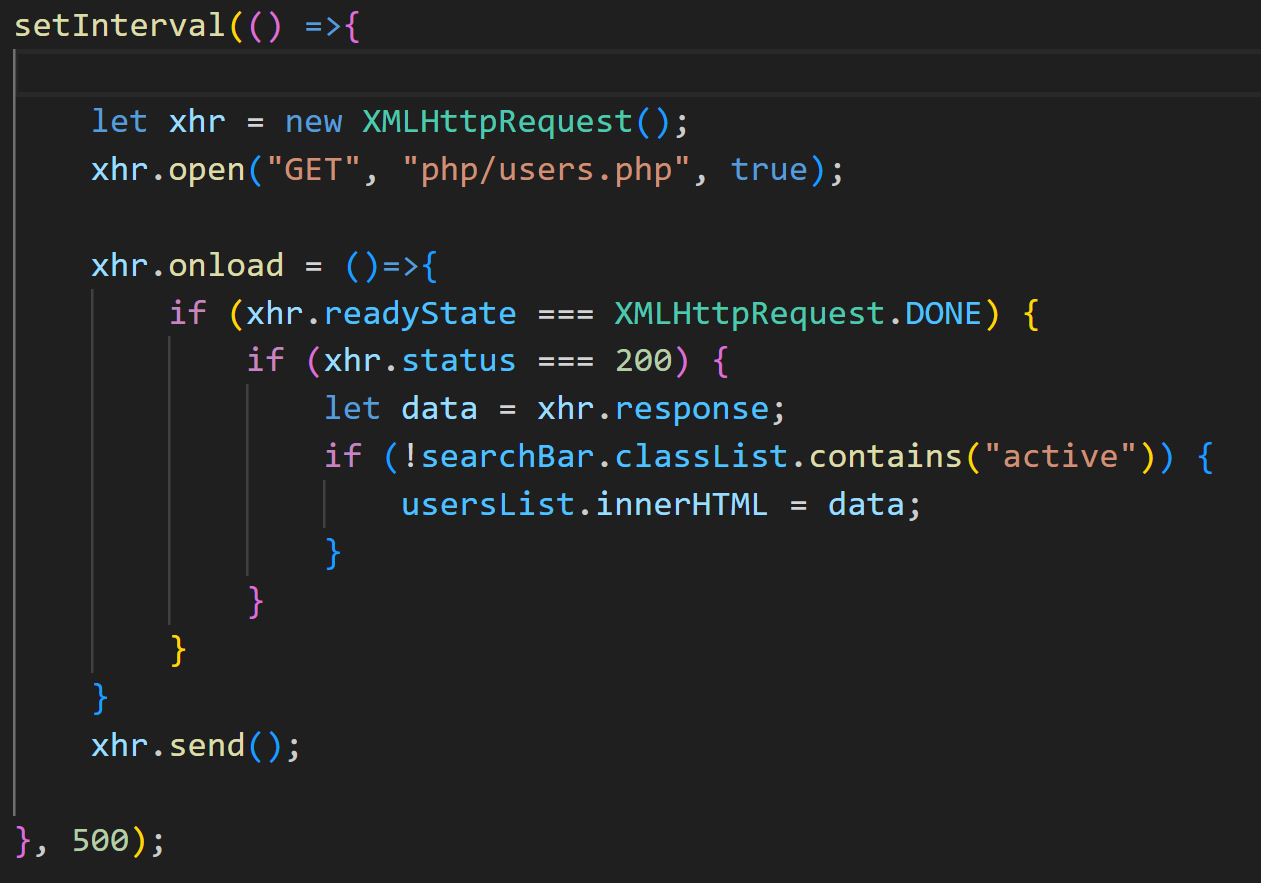 setInterval(() =>{
let xhr = new XMLHttpRequest();
xhr.open("GET", "php/users.php", true);
xhr.onload = ()=>{
if (xhr.readyState === XMLHttpRequest.DONE) {
if (xhr.status === 200) {
let data = xhr.response;
if (!searchBar.classList.contains("active")) {
usersList.innerHTML = data;
}
}
}
}
xhr.send();
}, 500);